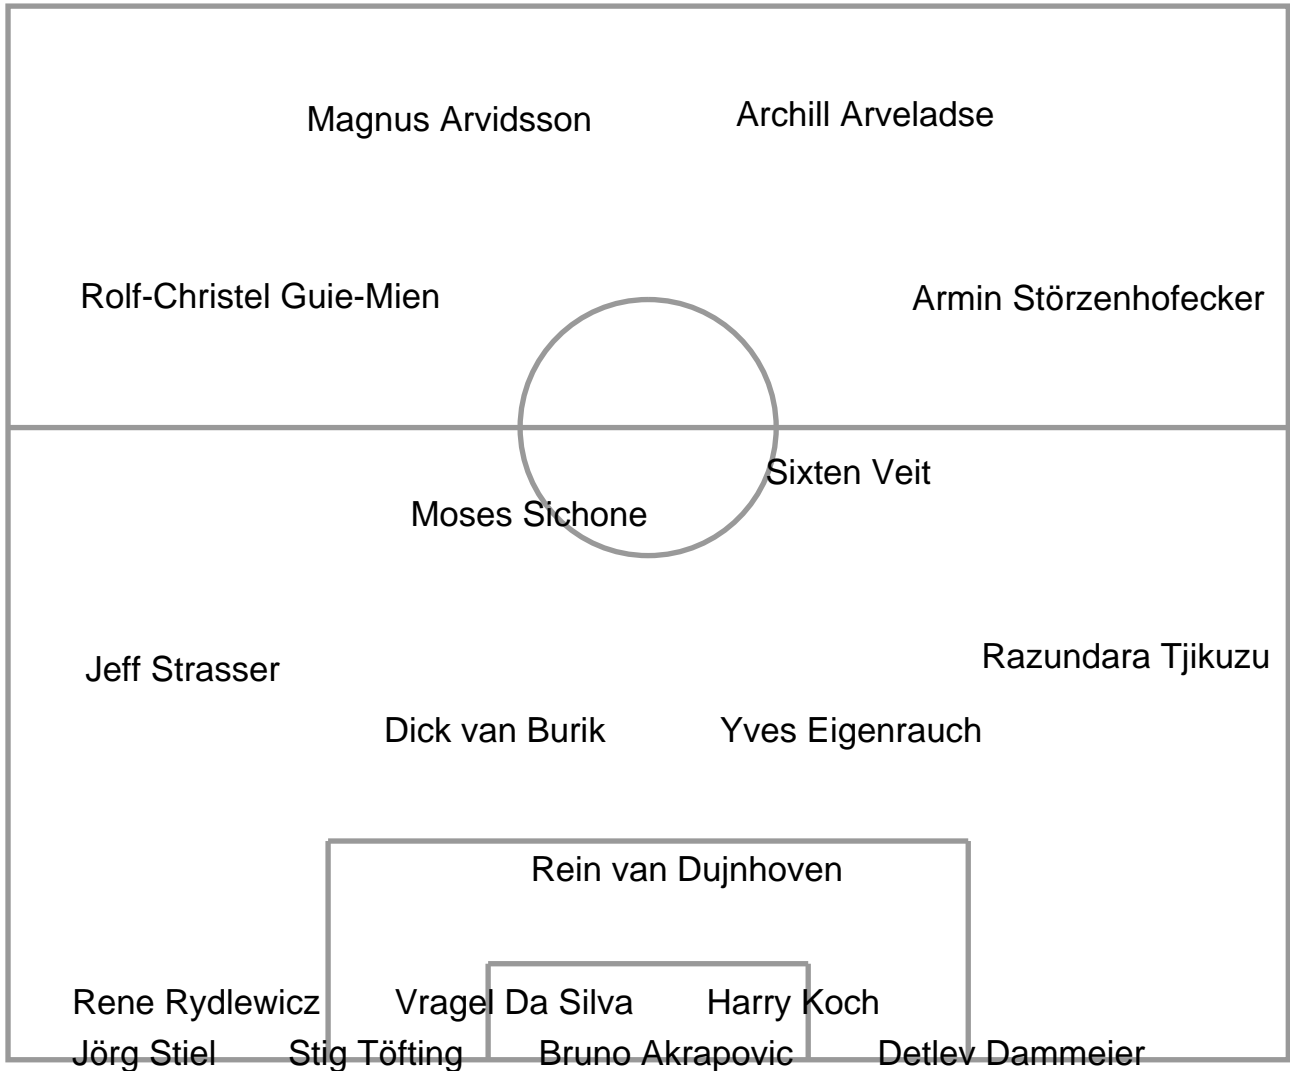 Magnus Arvidsson Archill Arveladse
Rolf-Christel Guie-Mien Armin Störzenhofecker
Sixten Veit
Moses Sichone
Razundara Tjikuzu
Jeff Strasser
Dick van Burik Yves Eigenrauch
Rein van Dujnhoven
Rene Rydlewicz Vragel Da Silva Harry Koch
Jörg Stiel Stig Töfting Bruno Akrapovic Detlev Dammeier